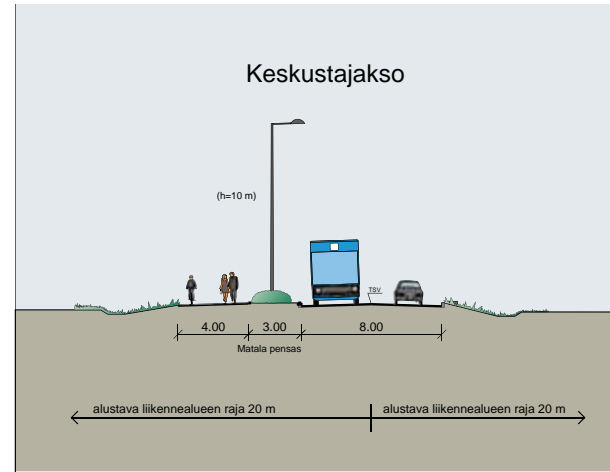 Keskustajakso
(h=10 m)
TSV
4.00 3.00 8.00
Matala pensas
alustava liikennealueen raja 20 m alustava liikennealueen raja 20 m